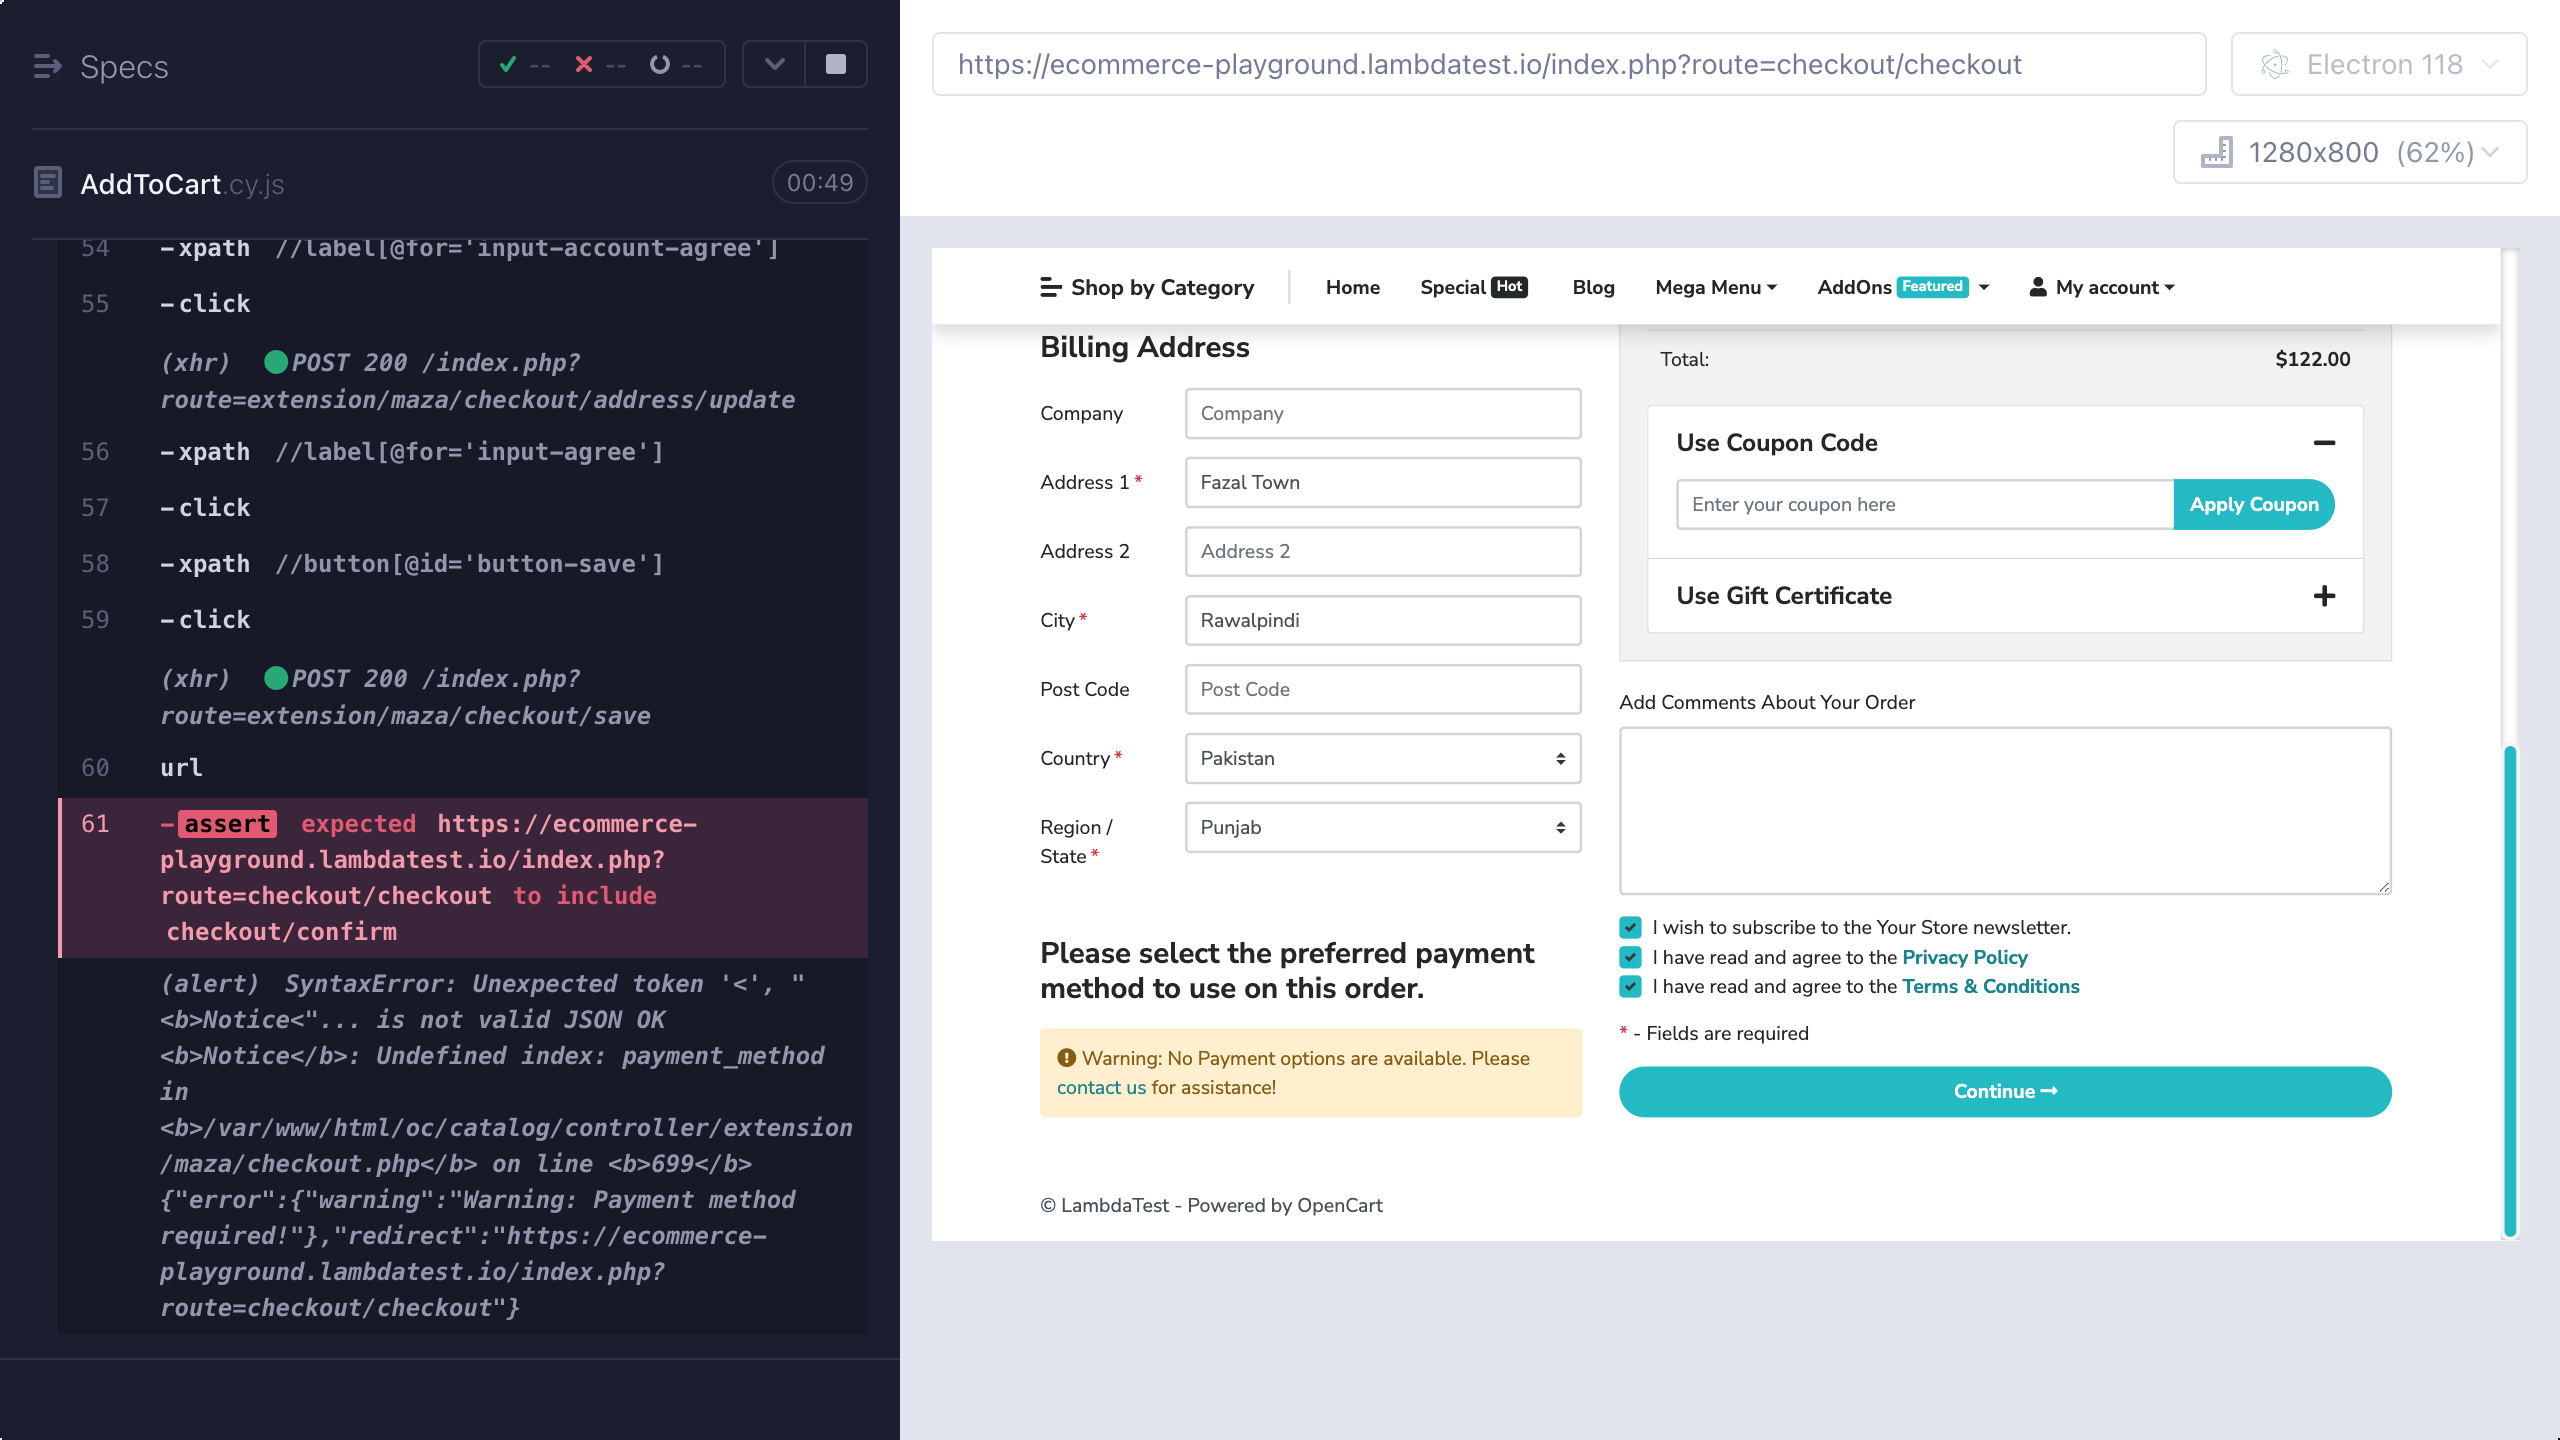 Specs
-- -- --
AddToCart.cy.js
00:49
54 -xpath //label[@for='input-account-agree']
55 -click
(xhr) POST 200 /index.php?
route=extension/maza/checkout/address/update
56 -xpath //label[@for='input-agree']
57 -click
58 -xpath //button[@id='button-save']
59 -click
(xhr) POST 200 /index.php?
route=extension/maza/checkout/save
60 url
61 -assert expected https://ecommerce-
playground.lambdatest.io/index.php?
route=checkout/checkout to include
checkout/confirm
(alert) SyntaxError: Unexpected token '<', "
<b>Notice<"... is not valid JSON OK
<b>Notice</b>: Undefined index: payment_method
in
<b>/var/www/html/oc/catalog/controller/extension
/maza/checkout.php</b> on line <b>699</b>
{"error":{"warning":"Warning: Payment method
required!"},"redirect":"https://ecommerce-
playground.lambdatest.io/index.php?
route=checkout/checkout"}
https://ecommerce-playground.lambdatest.io/index.php?route=checkout/checkout
Electron 118
1280x800 (62%)
Shop by Category
Home
Special Hot
Blog
Mega Menu
AddOns Featured
My account
Billing Address
Company Company
Address 1 * Fazal Town
Address 2 Address 2
City * Rawalpindi
Post Code Post Code
Country * Pakistan
Region / Punjab
State *
Please select the preferred payment
method to use on this order.
Warning: No Payment options are available. Please
contact us for assistance!
Total: $122.00
Use Coupon Code
Enter your coupon here Apply Coupon
Use Gift Certificate
Add Comments About Your Order
I wish to subscribe to the Your Store newsletter.
I have read and agree to the Privacy Policy
I have read and agree to the Terms & Conditions
* - Fields are required
Continue
© LambdaTest - Powered by OpenCart